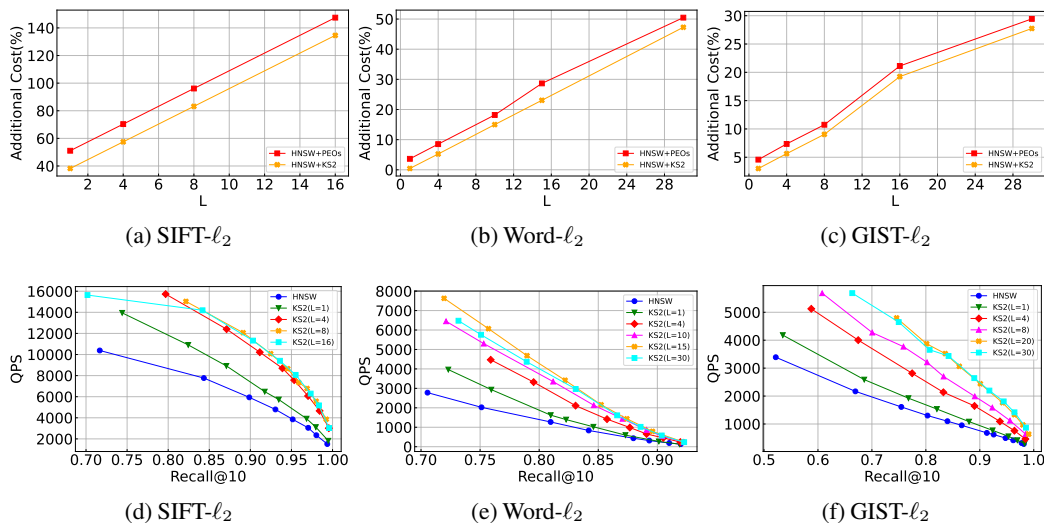 Additional Cost(%)
140
120
100
80
60
40
HNSW+PEOs
HNSW+KS2
2 4 6 8 10 12 14 16
L
(a) SIFT-ℓ2
Additional Cost(%)
50
40
30
20
10
0
HNSW+PEOs
HNSW+KS2
0 4 8 12 16 20 24 28
L
(b) Word-ℓ2
Additional Cost(%)
30
25
20
15
10
5
HNSW+PEOs
HNSW+KS2
0 4 8 12 16 20 24 28
L
(c) GIST-ℓ2
QPS
16000
14000
12000
10000
8000
6000
4000
2000
HNSW
KS2(L=1)
KS2(L=4)
KS2(L=8)
KS2(L=16)
0.70 0.75 0.80 0.85 0.90 0.95 1.00
Recall@10
(d) SIFT-ℓ2
QPS
8000
7000
6000
5000
4000
3000
2000
1000
0
HNSW
KS2(L=1)
KS2(L=4)
KS2(L=10)
KS2(L=15)
KS2(L=30)
0.70 0.75 0.80 0.85 0.90
Recall@10
(e) Word-ℓ2
QPS
5000
4000
3000
2000
1000
0
HNSW
KS2(L=1)
KS2(L=4)
KS2(L=8)
KS2(L=20)
KS2(L=30)
0.5 0.6 0.7 0.8 0.9 1.0
Recall@10
(f) GIST-ℓ2